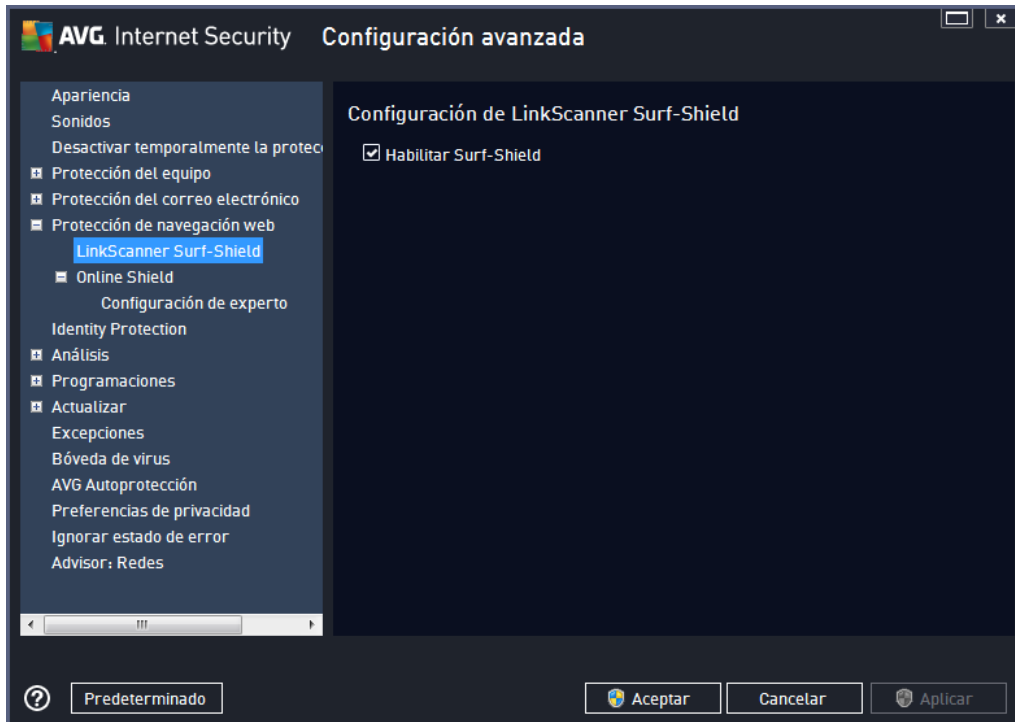 AVG. Internet Security Configuración avanzada
Apariencia
Sonidos
Desactivar temporalmente la protec
Protección del equipo
Protección del correo electrónico
Protección de navegación web
LinkScanner Surf-Shield
Online Shield
Configuración de experto
Identity Protection
Análisis
Programaciones
Actualizar
Excepciones
Bóveda de virus
AVG Autoprotección
Preferencias de privacidad
Ignorar estado de error
Advisor: Redes
Configuración de LinkScanner Surf-Shield
Habilitar Surf-Shield
? Predeterminado Aceptar Cancelar Aplicar